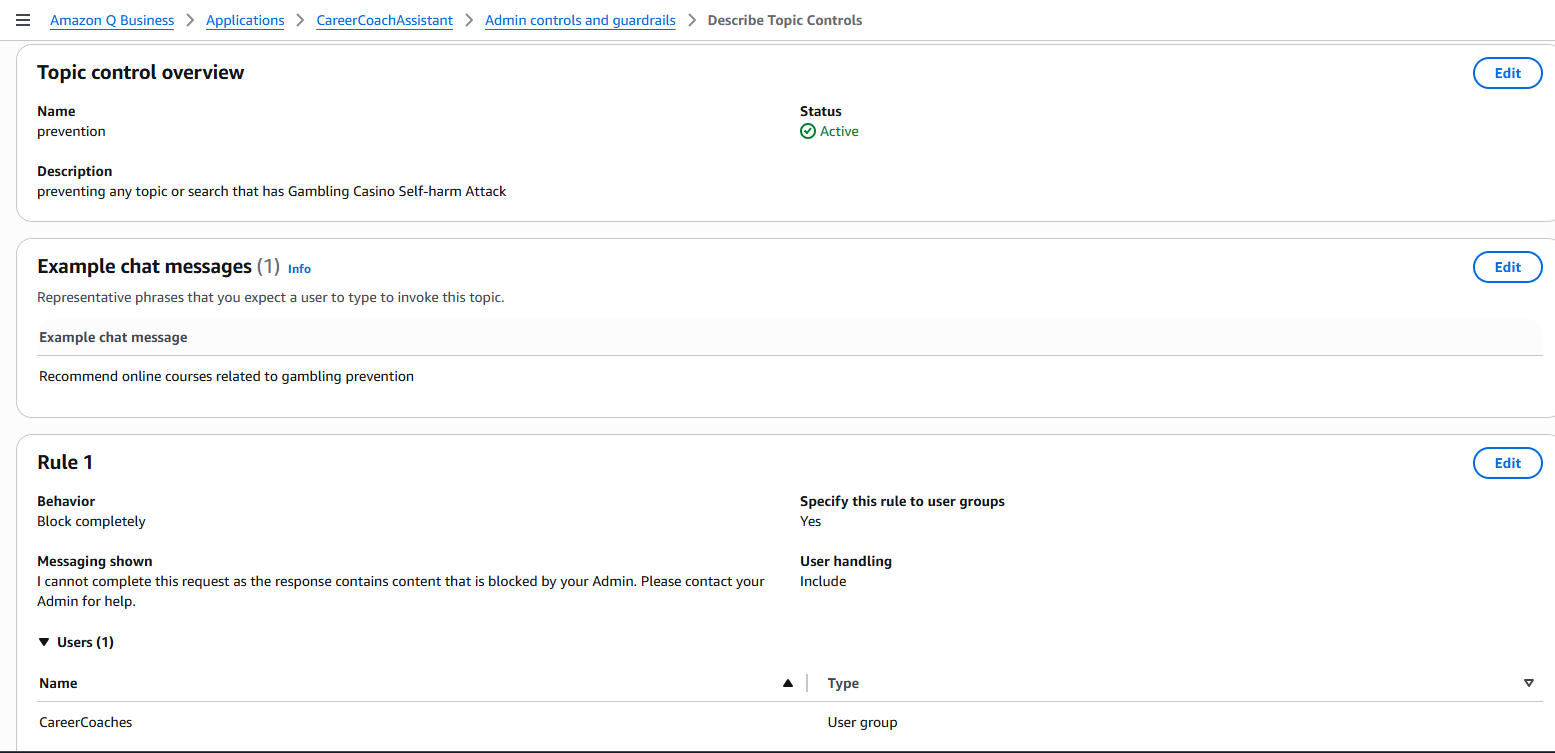 Amazon Q Business > Applications > CareerCoachAssistant > Admin controls and guardrails > Describe Topic Controls
Topic control overview
Edit
Name
Status
prevention
Active
Description
preventing any topic or search that has Gambling Casino Self-harm Attack
Example chat messages (1) Info
Edit
Representative phrases that you expect a user to type to invoke this topic.
Example chat message
Recommend online courses related to gambling prevention
Rule 1
Edit
Behavior
Specify this rule to user groups
Block completely
Yes
Messaging shown
User handling
I cannot complete this request as the response contains content that is blocked by your Admin. Please contact your
Include
Admin for help.
Users (1)
Name
Type
CareerCoaches
User group